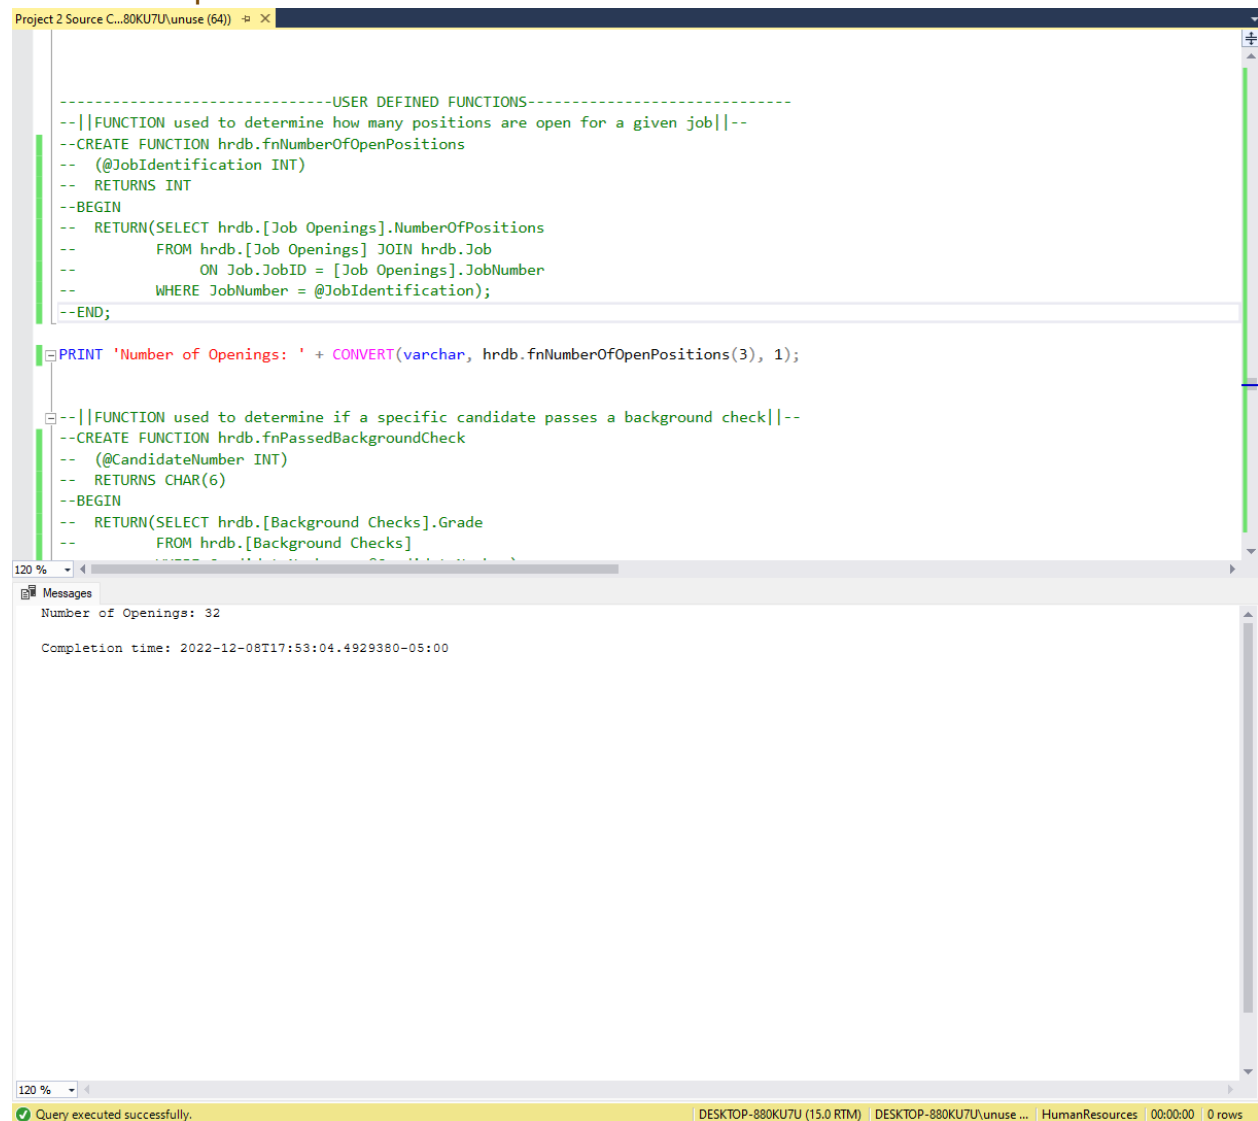 Project 2 Source C...80KU7U\unuse (64))
-------------------------------USER DEFINED FUNCTIONS------------------------------
--||FUNCTION used to determine how many positions are open for a given job||--
--CREATE FUNCTION hrdb.fnNumberOfOpenPositions
--  (@JobIdentification INT)
--  RETURNS INT
--BEGIN
--  RETURN(SELECT hrdb.[Job Openings].NumberOfPositions
--         FROM hrdb.[Job Openings] JOIN hrdb.Job
--              ON Job.JobID = [Job Openings].JobNumber
--         WHERE JobNumber = @JobIdentification);
--END;
PRINT 'Number of Openings: ' + CONVERT(varchar, hrdb.fnNumberOfOpenPositions(3), 1);
--||FUNCTION used to determine if a specific candidate passes a background check||--
--CREATE FUNCTION hrdb.fnPassedBackgroundCheck
--  (@CandidateNumber INT)
--  RETURNS CHAR(6)
--BEGIN
--  RETURN(SELECT hrdb.[Background Checks].Grade
--         FROM hrdb.[Background Checks]
120 %
Messages
Number of Openings: 32
Completion time: 2022-12-08T17:53:04.4929380-05:00
120 %
Query executed successfully.
DESKTOP-880KU7U (15.0 RTM)
DESKTOP-880KU7U\unuse ...
HumanResources
00:00:00
0 rows